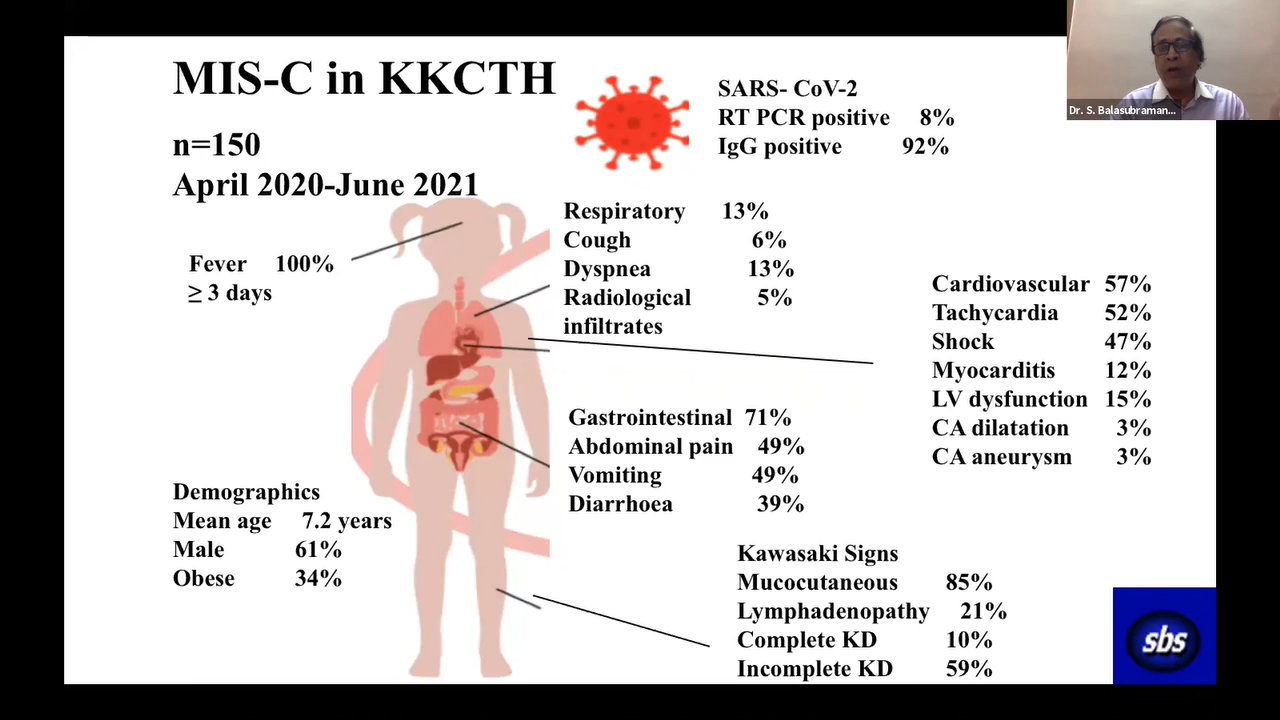 MIS-C in KKCTH
n=150
April 2020-June 2021
SARS- CoV-2
RT PCR positive 8%
IgG positive 92%
Dr. S. Balasubraman...
Fever 100%
≥ 3 days
Respiratory 13%
Cough 6%
Dyspnea 13%
Radiological 5%
infiltrates
Cardiovascular 57%
Tachycardia 52%
Shock 47%
Myocarditis 12%
LV dysfunction 15%
CA dilatation 3%
CA aneurysm 3%
Gastrointestinal 71%
Abdominal pain 49%
Vomiting 49%
Diarrhoea 39%
Demographics
Mean age 7.2 years
Male 61%
Obese 34%
Kawasaki Signs
Mucocutaneous 85%
Lymphadenopathy 21%
Complete KD 10%
Incomplete KD 59%
sbs